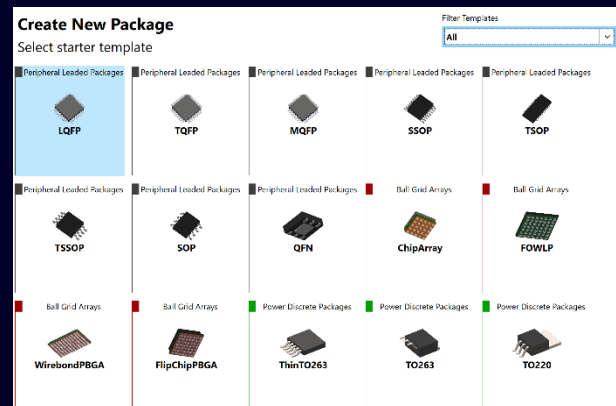 Create New Package
Filter Templates
All
Select starter template
Peripheral Leaded Packages
LQFP
Peripheral Leaded Packages
TQFP
Peripheral Leaded Packages
MQFP
Peripheral Leaded Packages
SSOP
Peripheral Leaded Packages
TSOP
Peripheral Leaded Packages
TSSOP
Peripheral Leaded Packages
SOP
Peripheral Leaded Packages
QFN
Ball Grid Arrays
ChipArray
Ball Grid Arrays
FOWLP
Ball Grid Arrays
WirebondPBGA
Ball Grid Arrays
FlipChipPBGA
Power Discrete Packages
ThinTO263
Power Discrete Packages
TO263
Power Discrete Packages
TO220